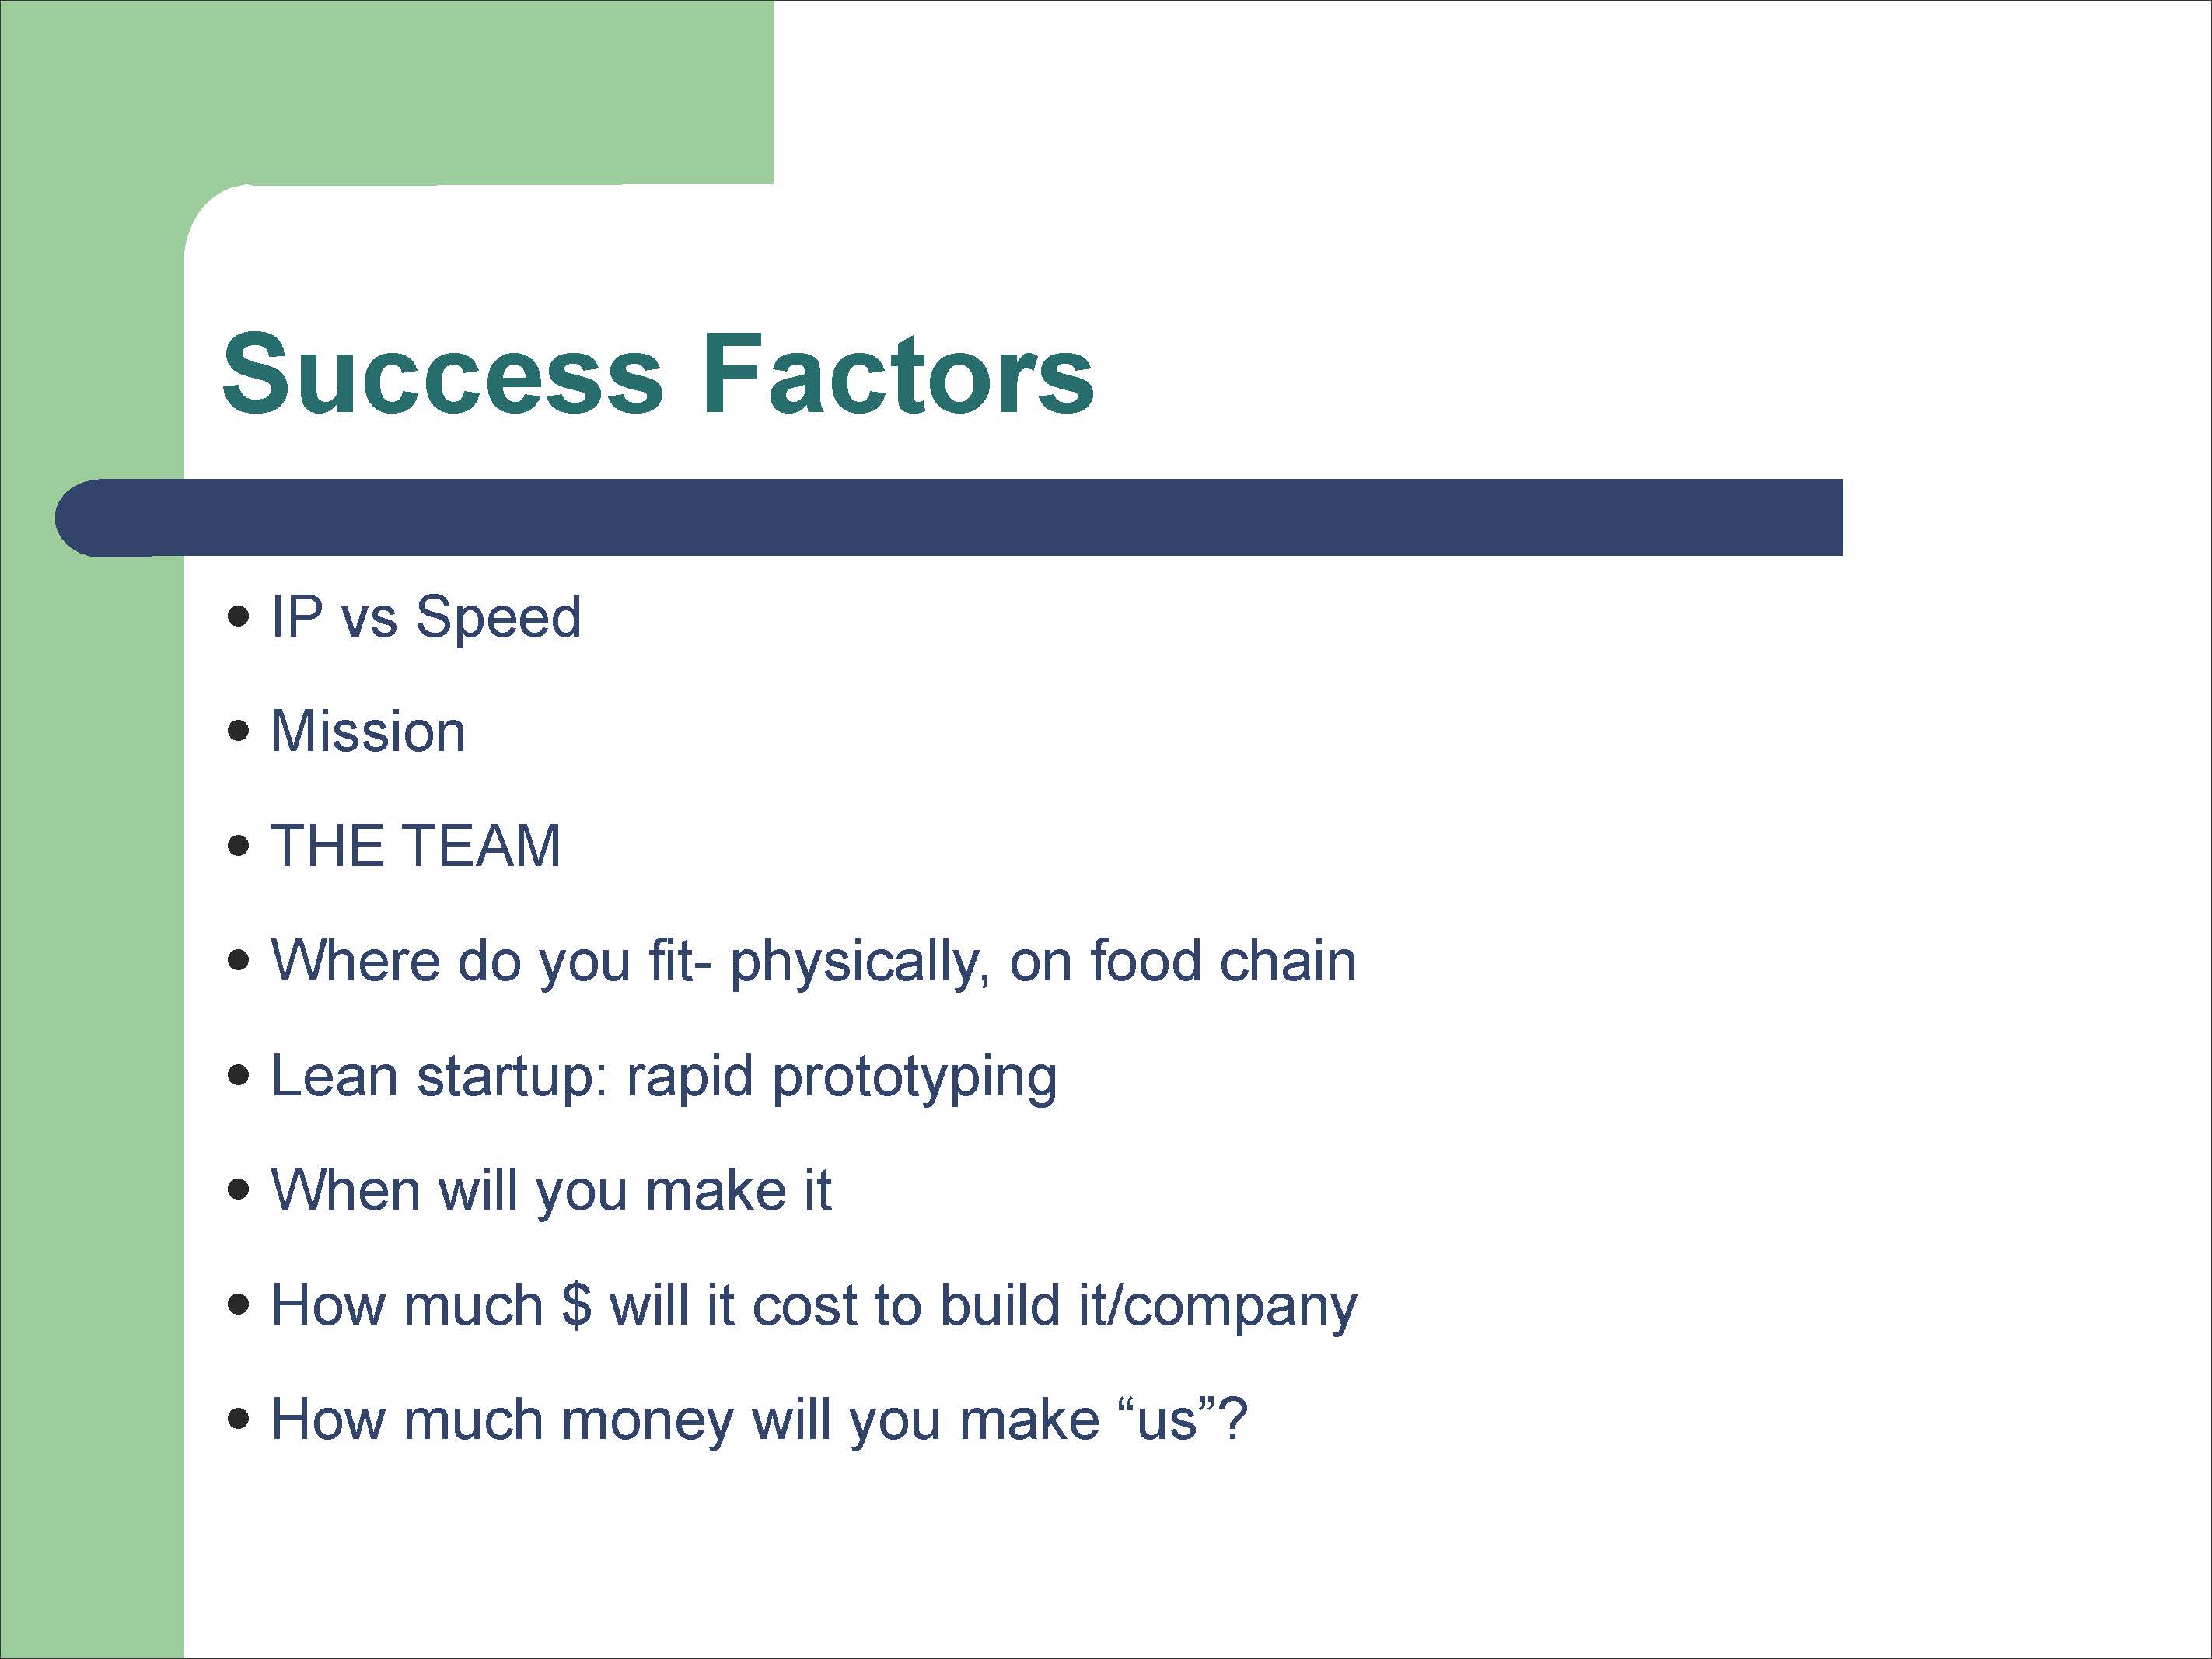 Success Factors
• IP vs Speed
• Mission
• THE TEAM
• Where do you fit- physically, on food chain
• Lean startup: rapid prototyping
• When will you make it
• How much $ will it cost to build it/company
• How much money will you make “us”?